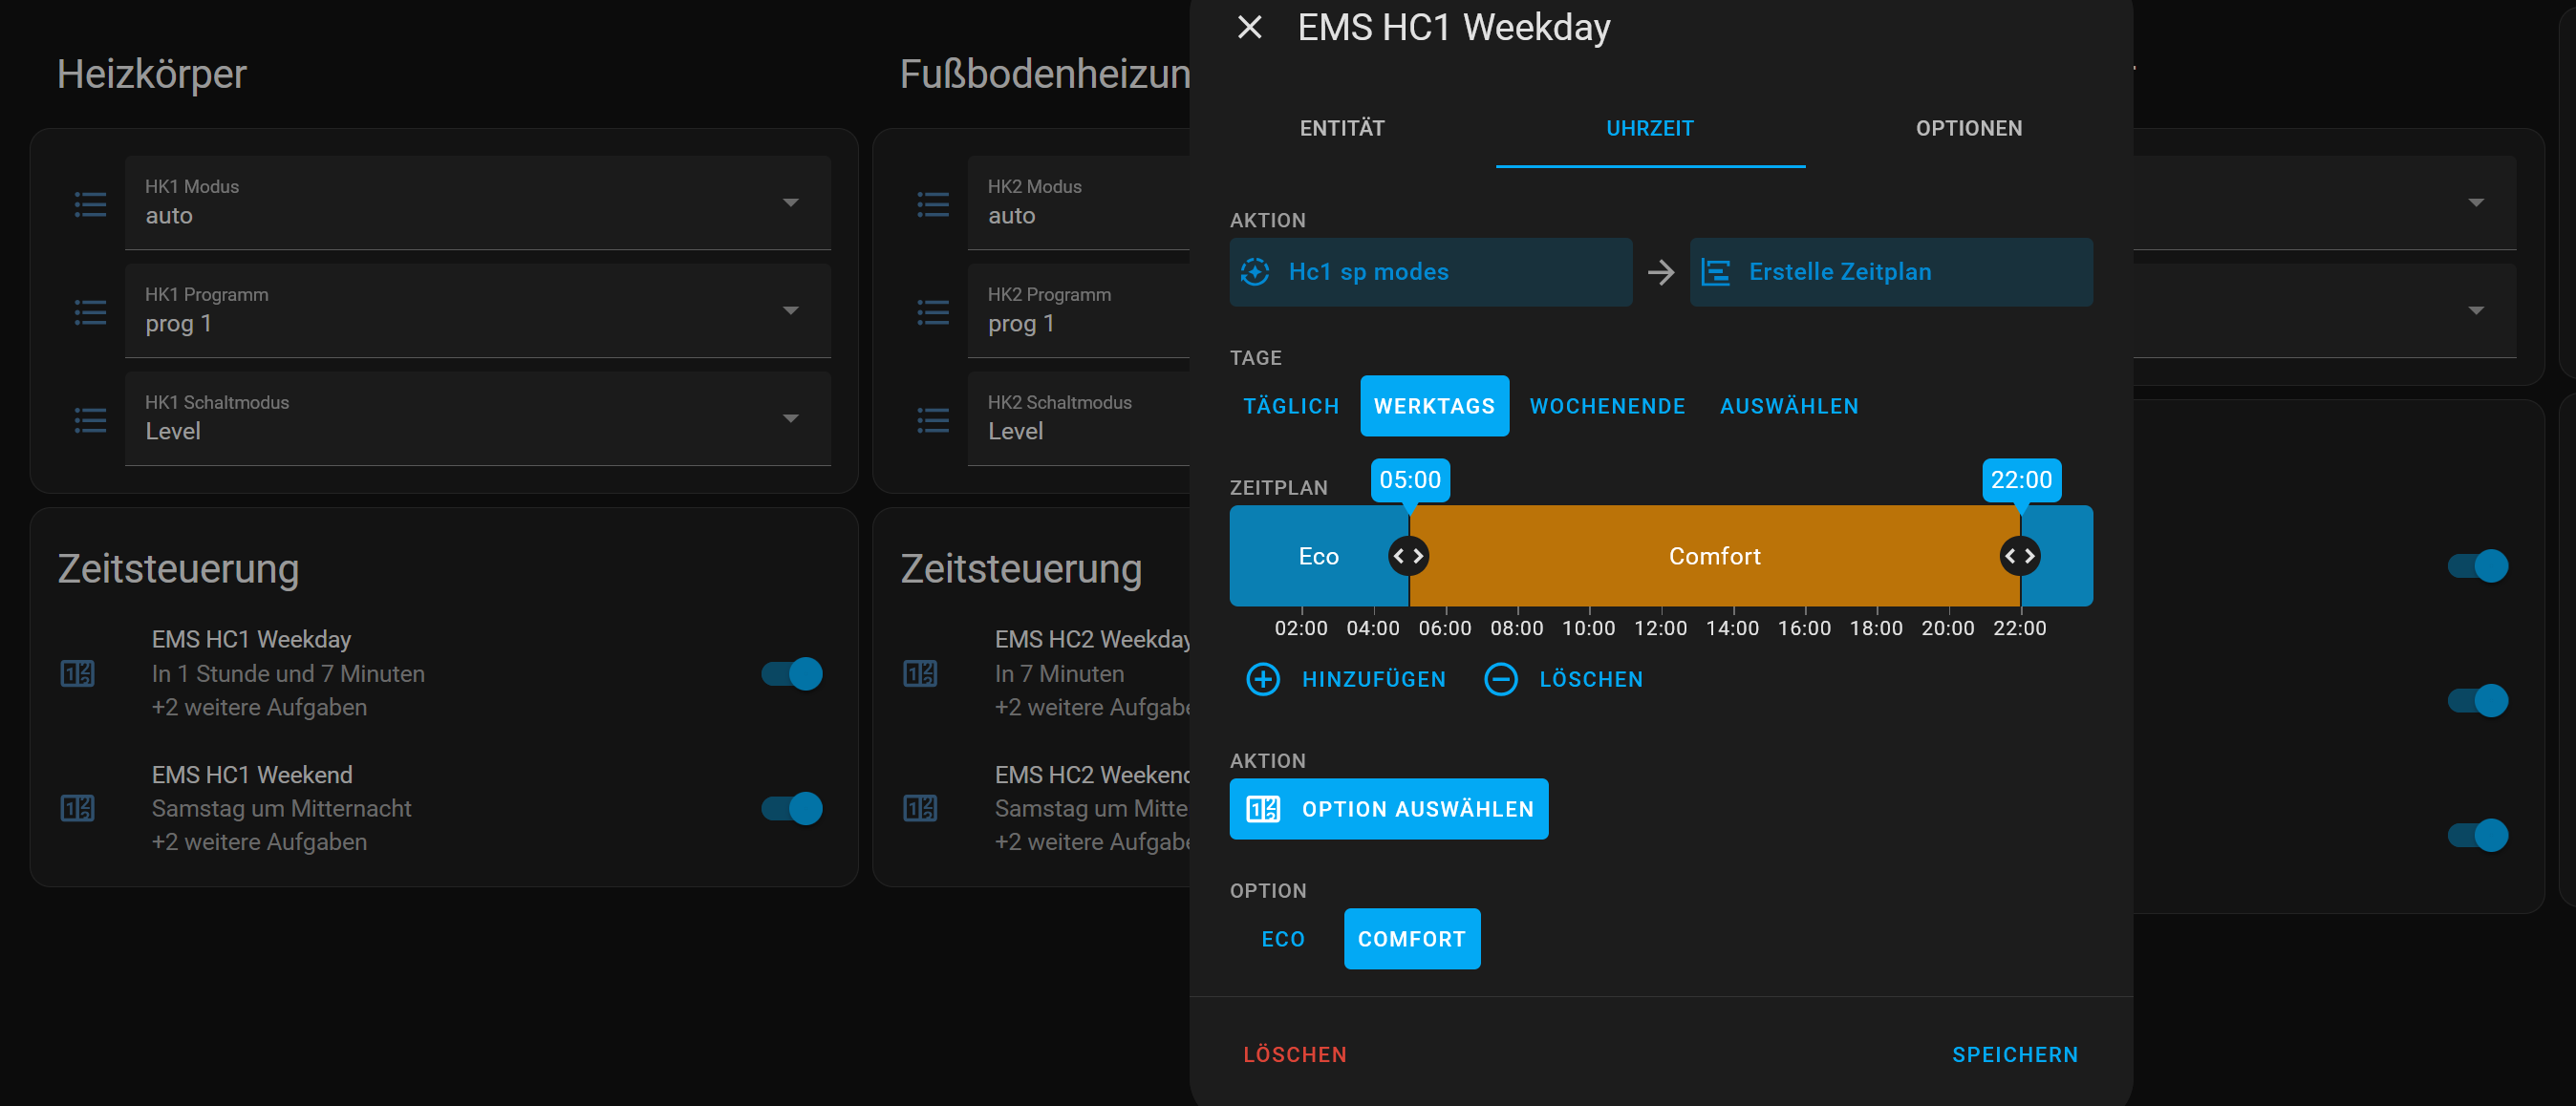 Heizkörper
HK1 Modus
auto
HK1 Programm
prog 1
HK1 Schaltmodus
Level
Zeitsteuerung
EMS HC1 Weekday
In 1 Stunde und 7 Minuten
+2 weitere Aufgaben
EMS HC1 Weekend
Samstag um Mitternacht
+2 weitere Aufgaben
Fußbodenheizun
HK2 Modus
auto
HK2 Programm
prog 1
HK2 Schaltmodus
Level
Zeitsteuerung
EMS HC2 Weekday
In 7 Minuten
+2 weitere Aufgabe
EMS HC2 Weekend
Samstag um Mitte
+2 weitere Aufgabe
EMS HC1 Weekday
ENTITÄT UHRZEIT OPTIONEN
AKTION
Hc1 sp modes Erstelle Zeitplan
TAGE
TÄGLICH WERKTAGS WOCHENENDE AUSWÄHLEN
ZEITPLAN 05:00 22:00
Eco Comfort
02:00 04:00 06:00 08:00 10:00 12:00 14:00 16:00 18:00 20:00 22:00
HINZUFÜGEN LÖSCHEN
AKTION
OPTION AUSWÄHLEN
OPTION
ECO COMFORT
LÖSCHEN SPEICHERN